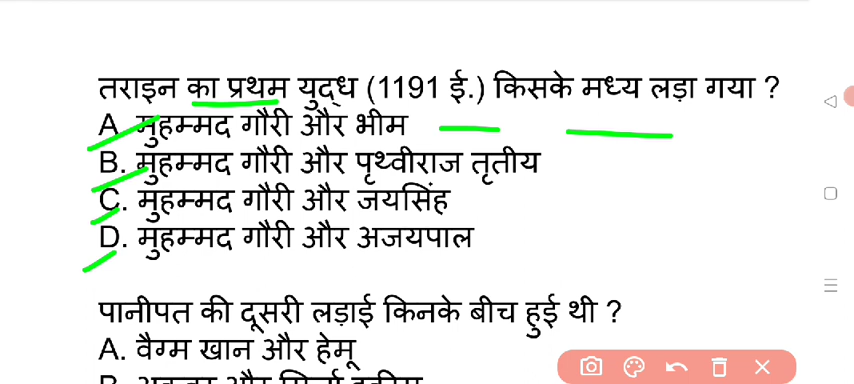 तराइन का प्रथम युद्ध (1191 ई.) किसके मध्य लड़ा गया ?
A. मुहम्मद गौरी और भीम
B. मुहम्मद गौरी और पृथ्वीराज तृतीय
C. मुहम्मद गौरी और जयसिंह
D. मुहम्मद गौरी और अजयपाल
पानीपत की दूसरी लड़ाई किनके बीच हुई थी ?
A. वैग्म खान और हेमू